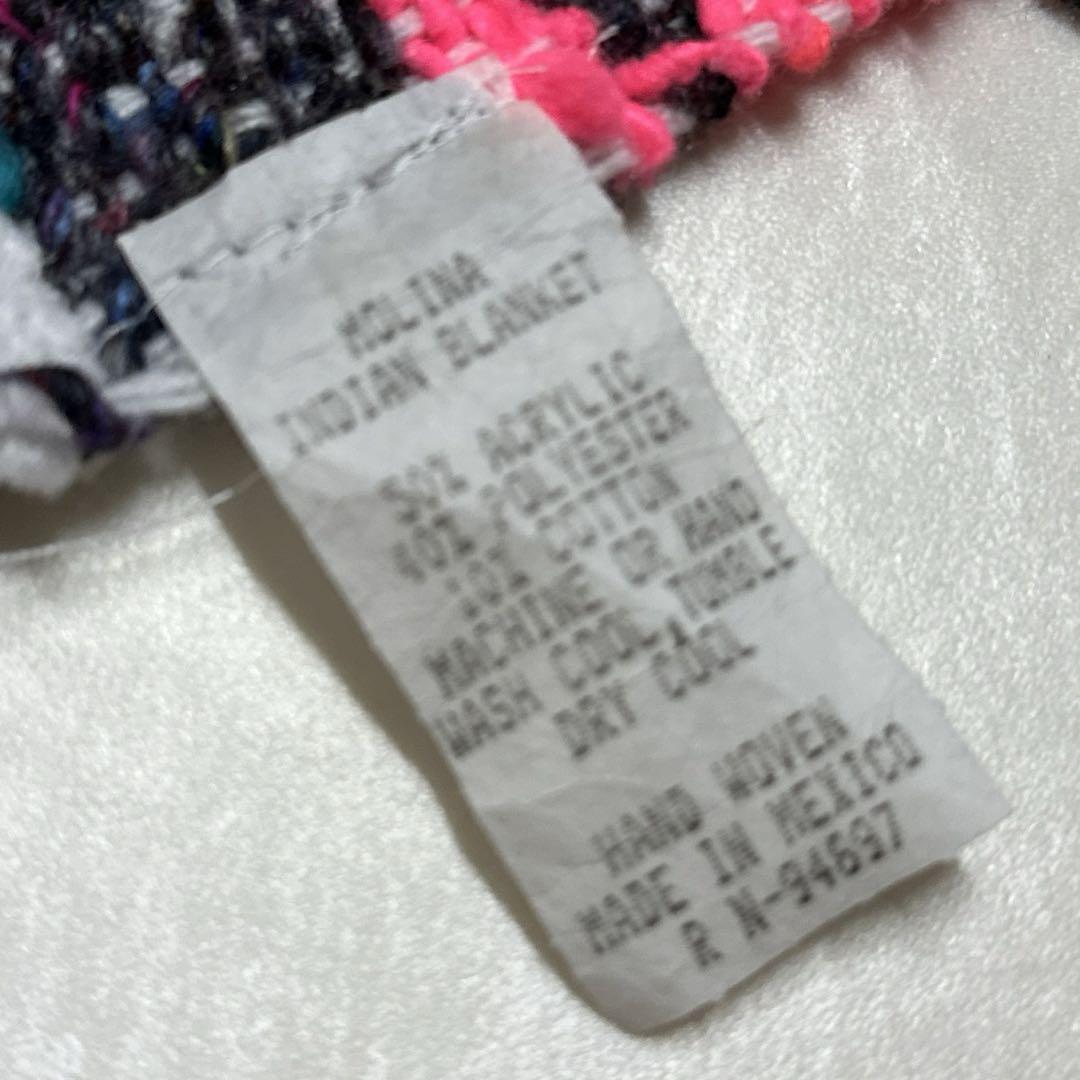 MOLINA
INDIAN BLANKET
50% ACRYLIC
40% POLYESTER
10% COTTON
MACHINE OR HAND
WASH COOL, TUMBLE
DRY COOL
HAND WOVEN
MADE IN MEXICO
R N-94697